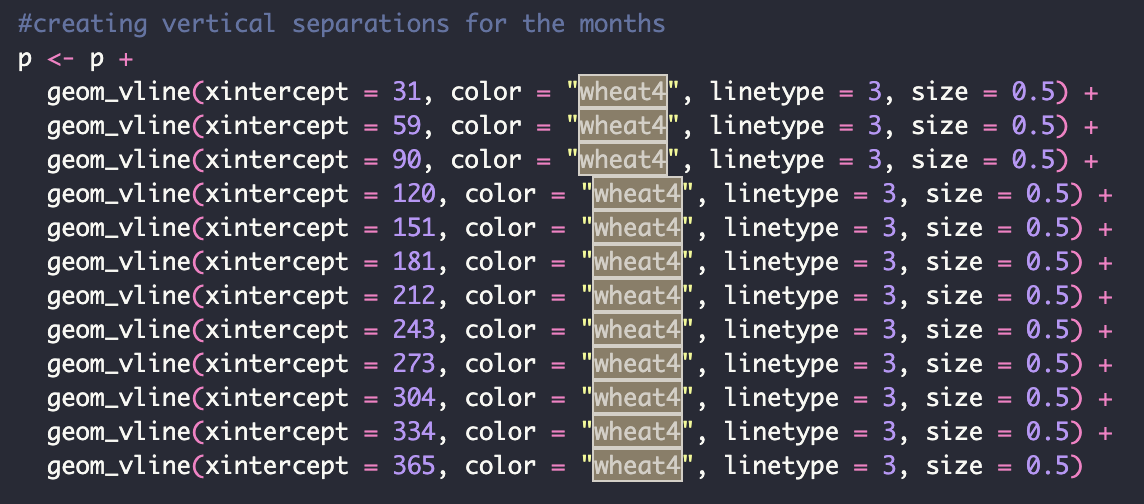 #creating vertical separations for the months
p <- p +
  geom_vline(xintercept = 31, color = "wheat4", linetype = 3, size = 0.5) +
  geom_vline(xintercept = 59, color = "wheat4", linetype = 3, size = 0.5) +
  geom_vline(xintercept = 90, color = "wheat4", linetype = 3, size = 0.5) +
  geom_vline(xintercept = 120, color = "wheat4", linetype = 3, size = 0.5) +
  geom_vline(xintercept = 151, color = "wheat4", linetype = 3, size = 0.5) +
  geom_vline(xintercept = 181, color = "wheat4", linetype = 3, size = 0.5) +
  geom_vline(xintercept = 212, color = "wheat4", linetype = 3, size = 0.5) +
  geom_vline(xintercept = 243, color = "wheat4", linetype = 3, size = 0.5) +
  geom_vline(xintercept = 273, color = "wheat4", linetype = 3, size = 0.5) +
  geom_vline(xintercept = 304, color = "wheat4", linetype = 3, size = 0.5) +
  geom_vline(xintercept = 334, color = "wheat4", linetype = 3, size = 0.5) +
  geom_vline(xintercept = 365, color = "wheat4", linetype = 3, size = 0.5)